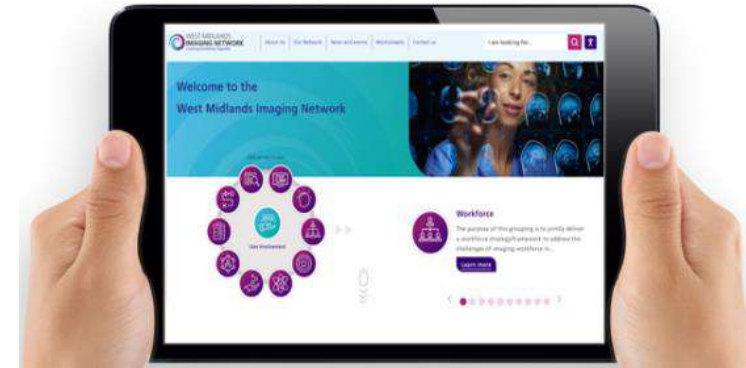 WEST MIDLANDS
IMAGING NETWORK
About Us
Our Network
News and events
Workstreams
Contact us
I am looking for...
Welcome to the
West Midlands Imaging Network
User Involvement
Workforce
The purpose of this grouping is to jointly deliver
a workforce strategy/framework to address the
challenges of imaging workforce in...
Learn more